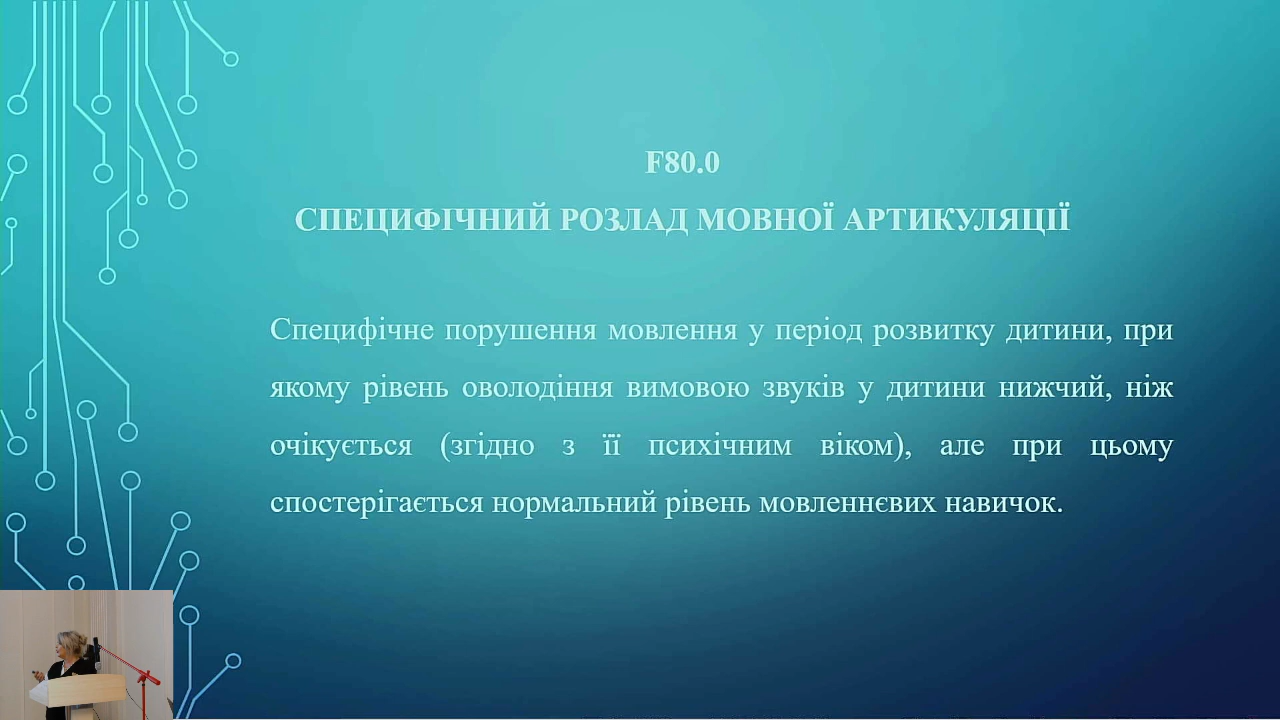 F80.0
СПЕЦИФІЧНИЙ РОЗЛАД МОВНОЇ АРТИКУЛЯЦІЇ
Специфічне порушення мовлення у період розвитку дитини, при
якому рівень оволодіння вимовою звуків у дитини нижчий, ніж
очікується (згідно з її психічним віком), але при цьому
спостерігається нормальний рівень мовленнєвих навичок.